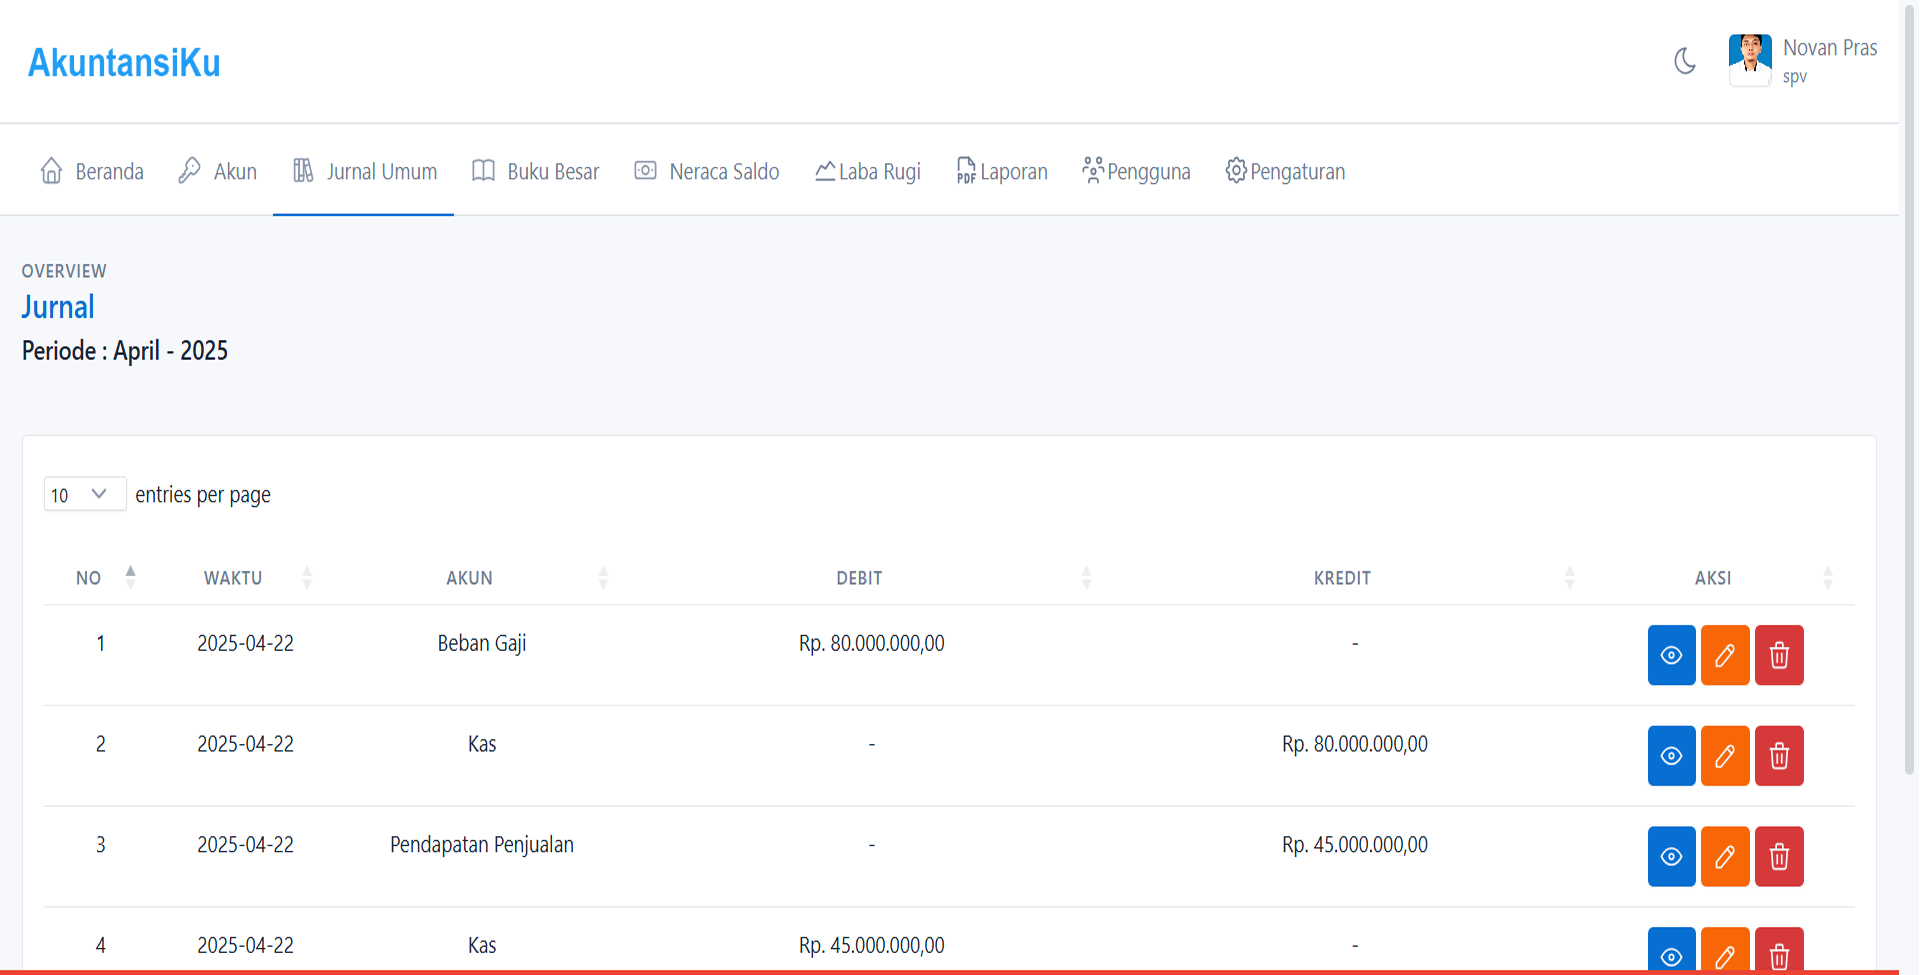 AkuntansiKu
Novan Pras
spv
Beranda Akun Jurnal Umum Buku Besar Neraca Saldo Laba Rugi PDF Laporan Pengguna Pengaturan
OVERVIEW
Jurnal
Periode : April - 2025
10 entries per page
NO WAKTU AKUN DEBIT KREDIT AKSI
1 2025-04-22 Beban Gaji Rp. 80.000.000,00 -
2 2025-04-22 Kas - Rp. 80.000.000,00
3 2025-04-22 Pendapatan Penjualan - Rp. 45.000.000,00
4 2025-04-22 Kas Rp. 45.000.000,00 -